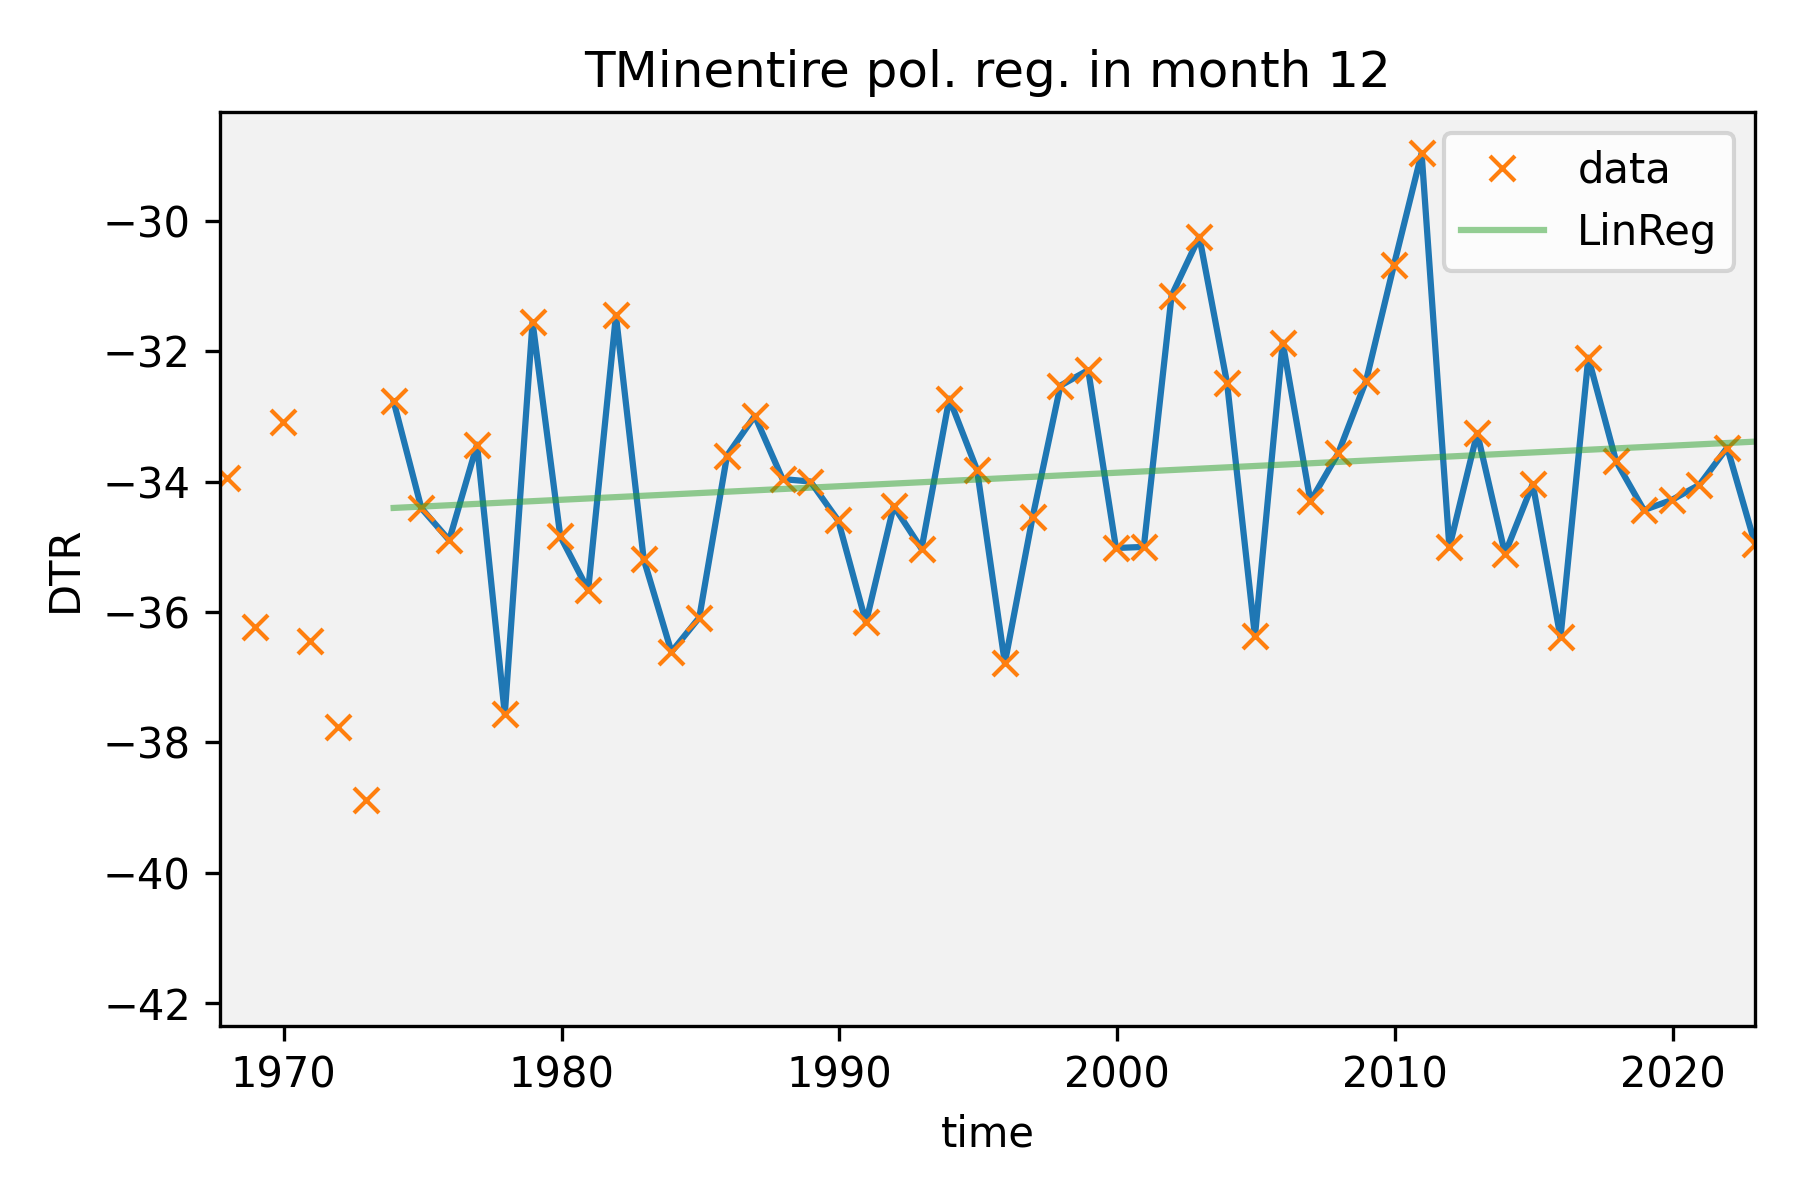 TMinentire pol. reg. in month 12
data
LinReg
DTR
−30
−32
−34
−36
−38
−40
−42
1970 1980 1990 2000 2010 2020
time